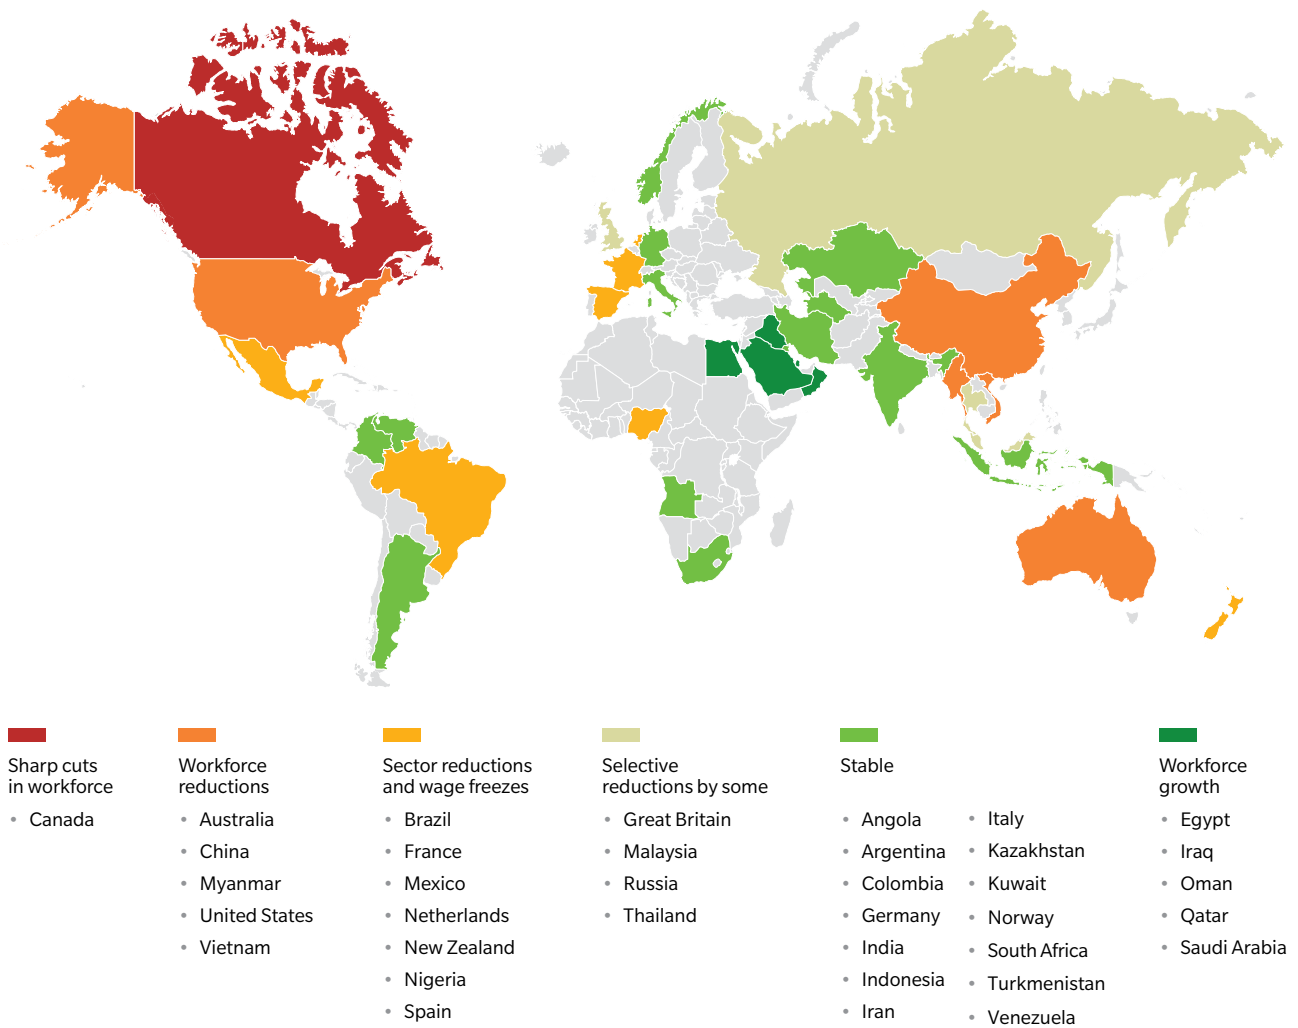 Sharp cuts
in workforce
• Canada
Workforce
reductions
• Australia
• China
• Myanmar
• United States
• Vietnam
Sector reductions
and wage freezes
• Brazil
• France
• Mexico
• Netherlands
• New Zealand
• Nigeria
• Spain
Selective
reductions by some
• Great Britain
• Malaysia
• Russia
• Thailand
Stable
• Angola
• Argentina
• Colombia
• Germany
• India
• Indonesia
• Iran
• Italy
• Kazakhstan
• Kuwait
• Norway
• South Africa
• Turkmenistan
• Venezuela
Workforce
growth
• Egypt
• Iraq
• Oman
• Qatar
• Saudi Arabia